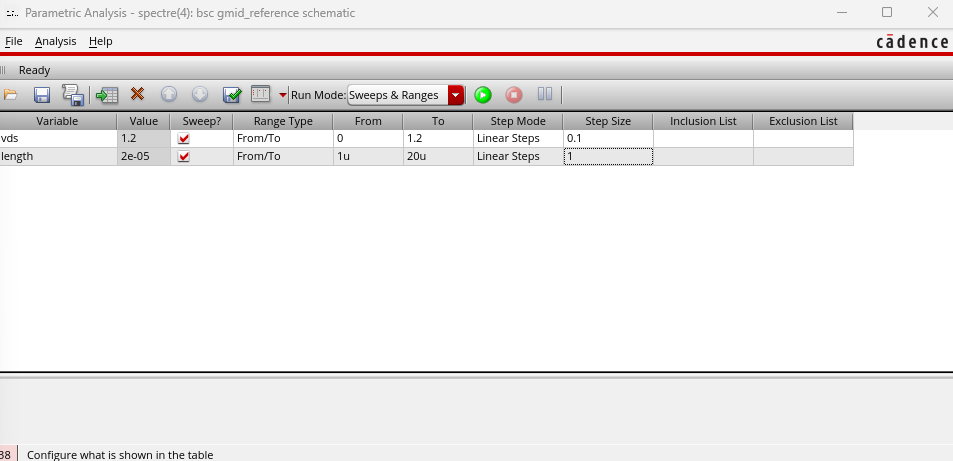 Parametric Analysis - spectre(4): bsc gmid_reference schematic
File Analysis Help
cādence
Ready
Run Mode: Sweeps & Ranges
Variable Value Sweep? Range Type From To Step Mode Step Size Inclusion List Exclusion List
vds 1.2 From/To 0 1.2 Linear Steps 0.1
length 2e-05 From/To 1u 20u Linear Steps 1
38 Configure what is shown in the table